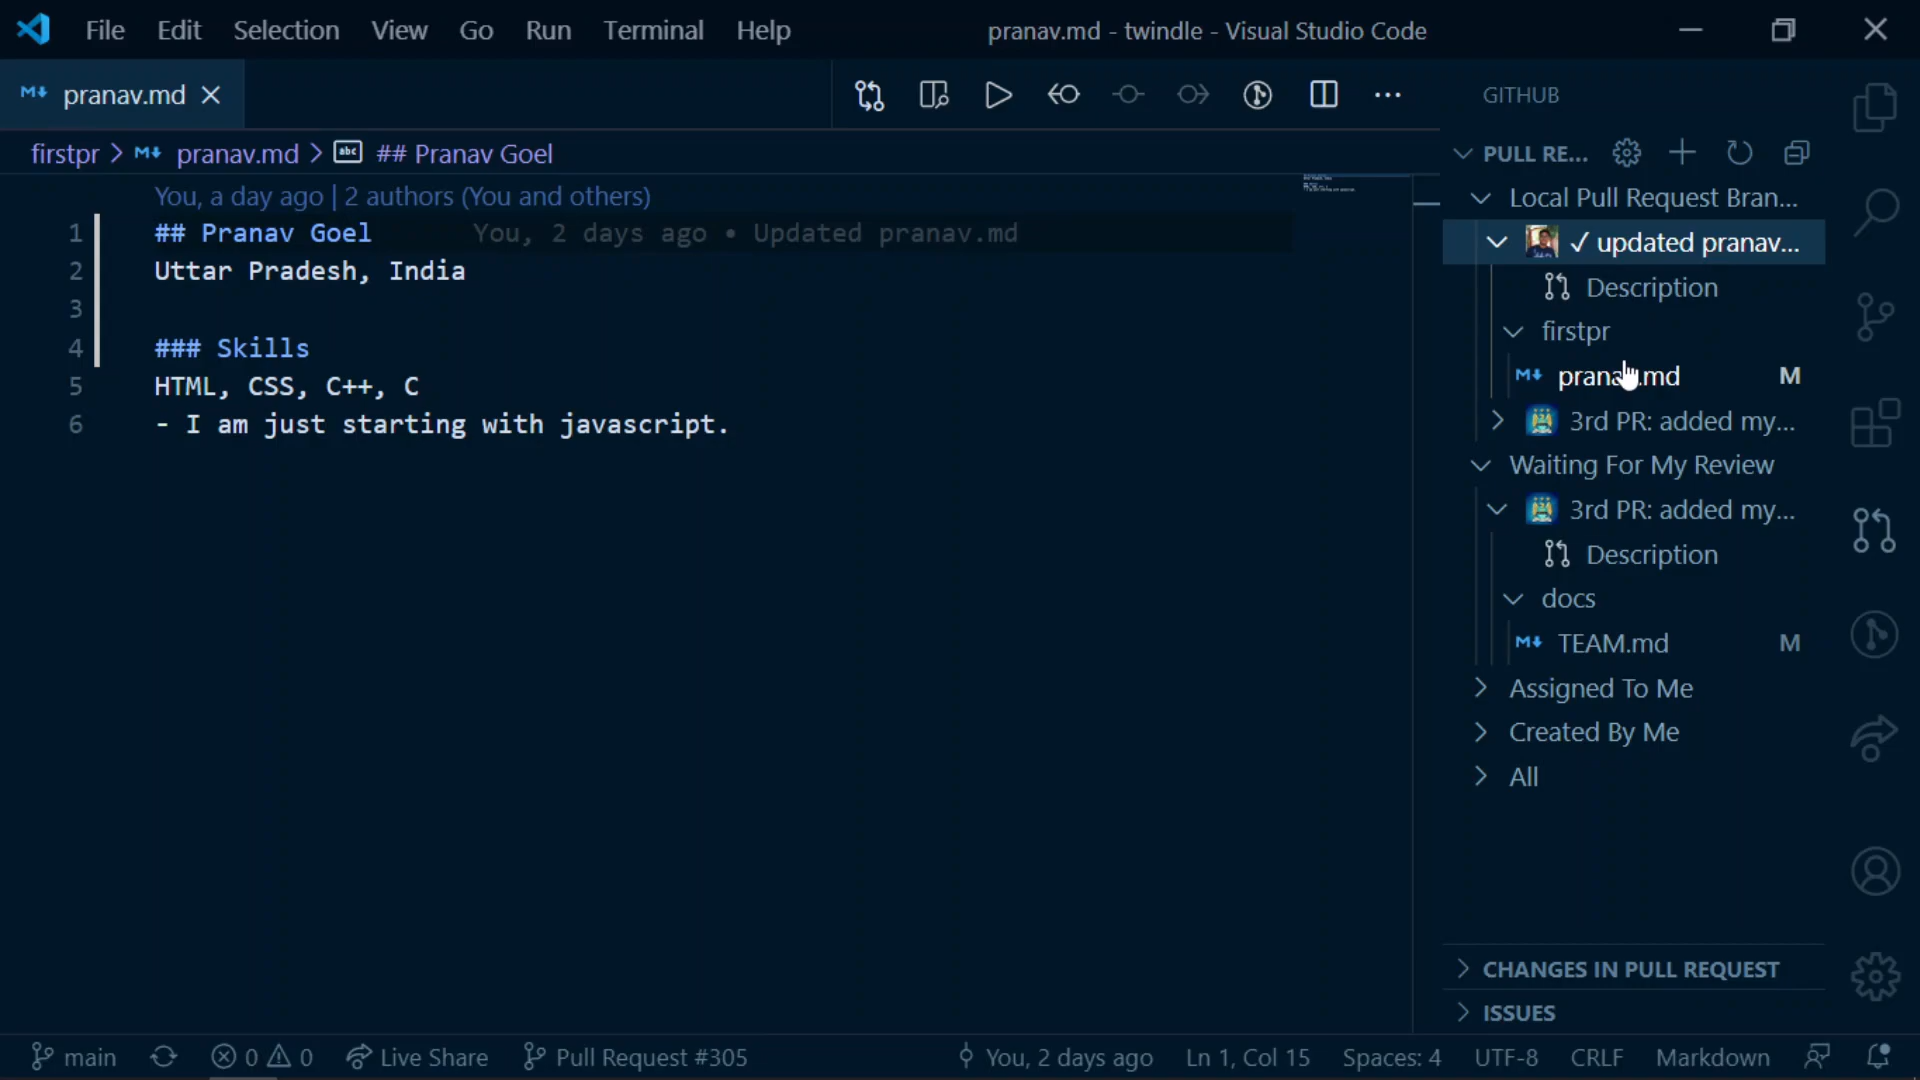 File Edit Selection View Go Run Terminal Help pranav.md - twindle - Visual Studio Code
pranav.md
firstpr > pranav.md > ## Pranav Goel
You, a day ago | 2 authors (You and others)
1 ## Pranav Goel You, 2 days ago • Updated pranav.md
2 Uttar Pradesh, India
3
4 ### Skills
5 HTML, CSS, C++, C
6 - I am just starting with javascript.
GITHUB
PULL RE...
Local Pull Request Bran...
✓ updated pranav...
Description
firstpr
pranav.md M
3rd PR: added my...
Waiting For My Review
3rd PR: added my...
Description
docs
TEAM.md M
Assigned To Me
Created By Me
All
CHANGES IN PULL REQUEST
ISSUES
main 0 0 Live Share Pull Request #305 You, 2 days ago Ln 1, Col 15 Spaces: 4 UTF-8 CRLF Markdown